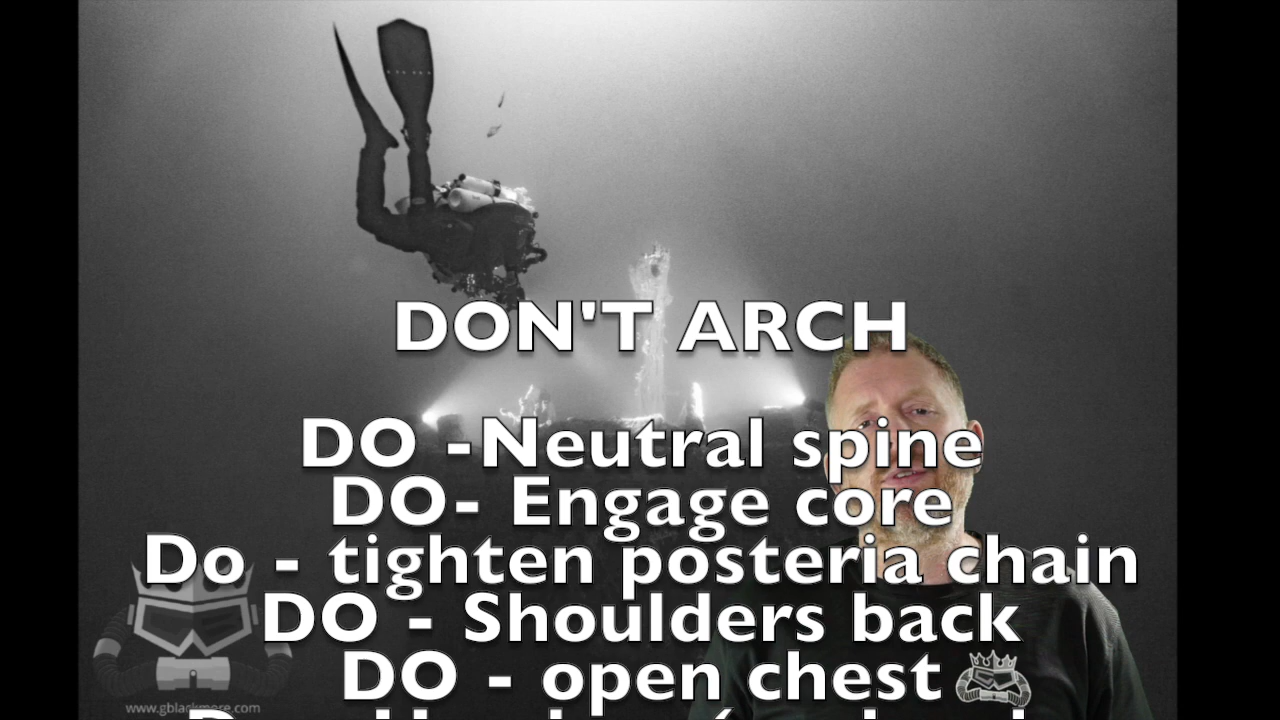 DON'T ARCH
DO -Neutral spine
DO- Engage core
Do - tighten posteria chain
DO - Shoulders back
DO - open chest
www.gblackmore.com